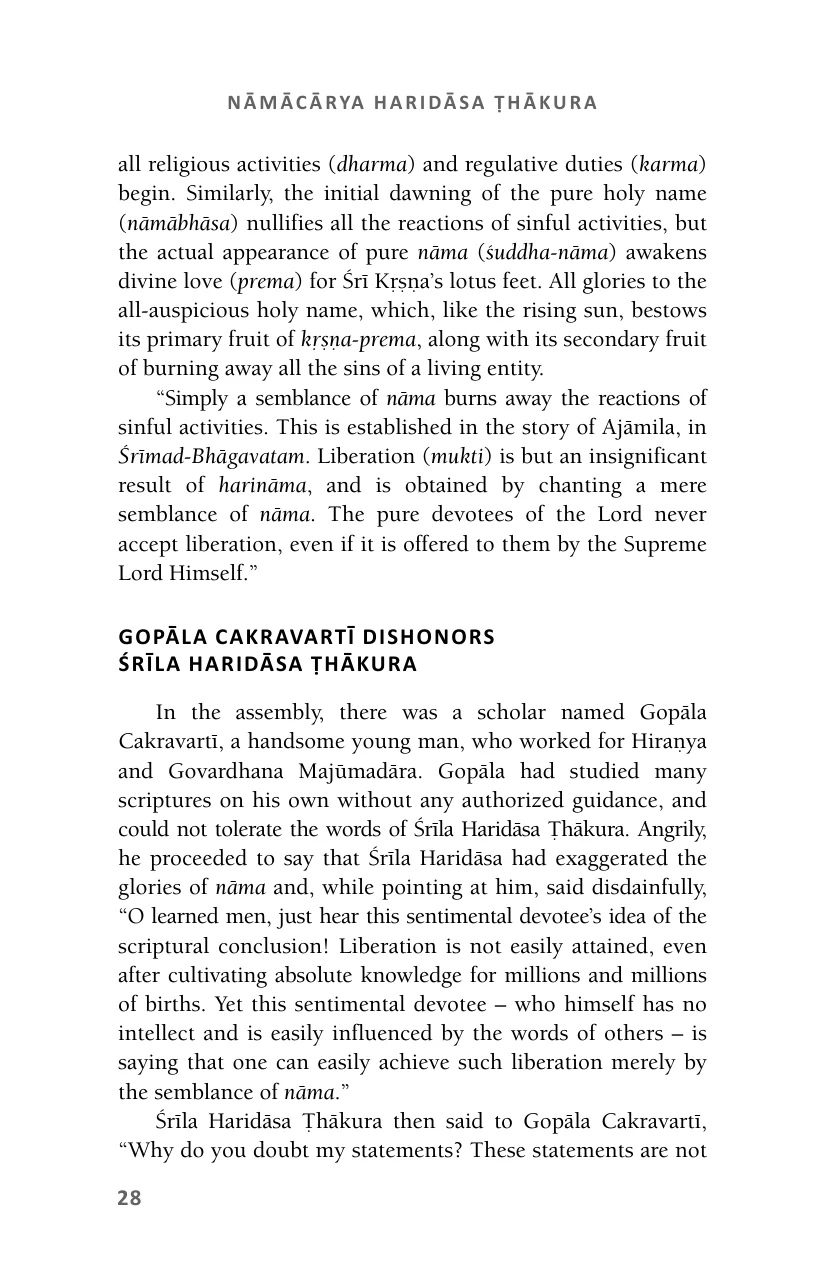 NĀMĀCĀRYA HARIDĀSA ṬHĀKURA
all religious activities (dharma) and regulative duties (karma)
begin. Similarly, the initial dawning of the pure holy name
(nāmābhāsa) nullifies all the reactions of sinful activities, but
the actual appearance of pure nāma (śuddha-nāma) awakens
divine love (prema) for Śrī Kṛṣṇa’s lotus feet. All glories to the
all-auspicious holy name, which, like the rising sun, bestows
its primary fruit of kṛṣṇa-prema, along with its secondary fruit
of burning away all the sins of a living entity.
“Simply a semblance of nāma burns away the reactions of
sinful activities. This is established in the story of Ajāmila, in
Śrīmad-Bhāgavatam. Liberation (mukti) is but an insignificant
result of harināma, and is obtained by chanting a mere
semblance of nāma. The pure devotees of the Lord never
accept liberation, even if it is offered to them by the Supreme
Lord Himself.”
GOPĀLA CAKRAVARTĪ DISHONORS
ŚRĪLA HARIDĀSA ṬHĀKURA
In the assembly, there was a scholar named Gopāla
Cakravartī, a handsome young man, who worked for Hiraṇya
and Govardhana Majūmadāra. Gopāla had studied many
scriptures on his own without any authorized guidance, and
could not tolerate the words of Śrīla Haridāsa Ṭhākura. Angrily,
he proceeded to say that Śrīla Haridāsa had exaggerated the
glories of nāma and, while pointing at him, said disdainfully,
“O learned men, just hear this sentimental devotee’s idea of the
scriptural conclusion! Liberation is not easily attained, even
after cultivating absolute knowledge for millions and millions
of births. Yet this sentimental devotee – who himself has no
intellect and is easily influenced by the words of others – is
saying that one can easily achieve such liberation merely by
the semblance of nāma.”
Śrīla Haridāsa Ṭhākura then said to Gopāla Cakravartī,
“Why do you doubt my statements? These statements are not
28